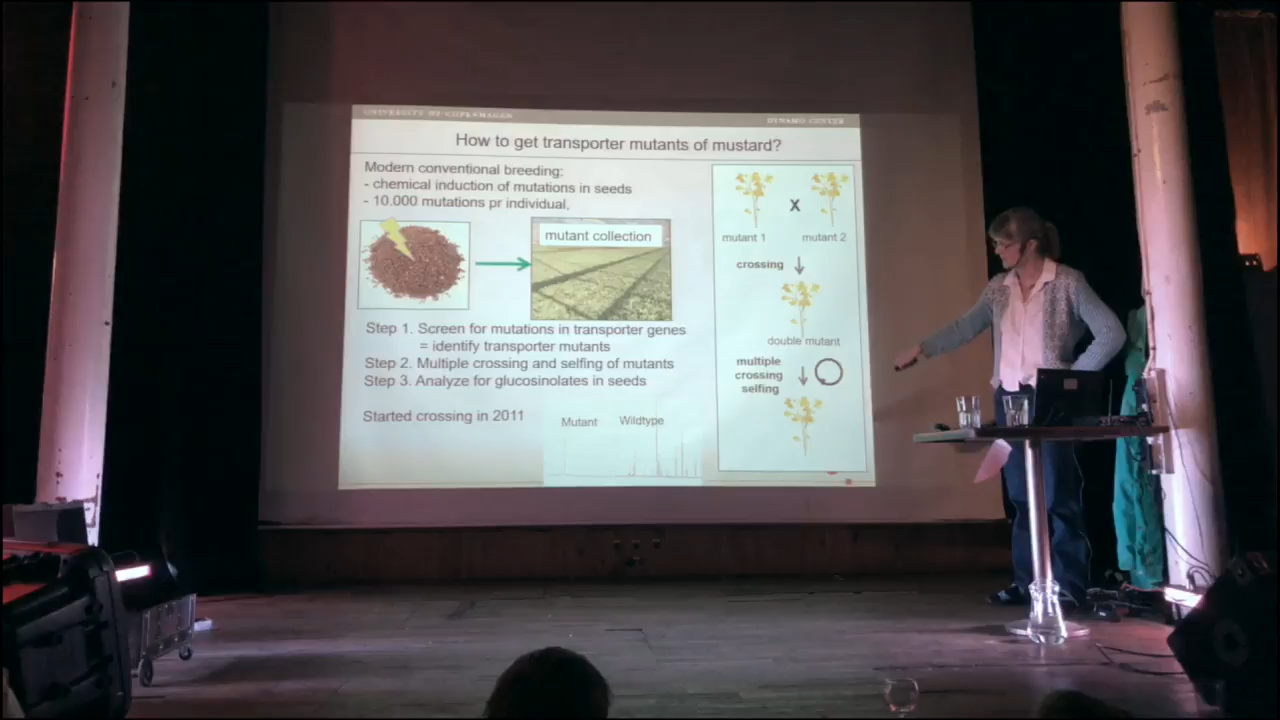 UNIVERSITY OF COPENHAGEN
DYNAMO CENTER
How to get transporter mutants of mustard?
Modern conventional breeding:
- chemical induction of mutations in seeds
- 10.000 mutations pr individual.
mutant collection
Step 1. Screen for mutations in transporter genes
= identify transporter mutants
Step 2. Multiple crossing and selfing of mutants
Step 3. Analyze for glucosinolates in seeds
Started crossing in 2011
Mutant Wildtype
X
mutant 1 mutant 2
crossing
double mutant
multiple
crossing
selfing